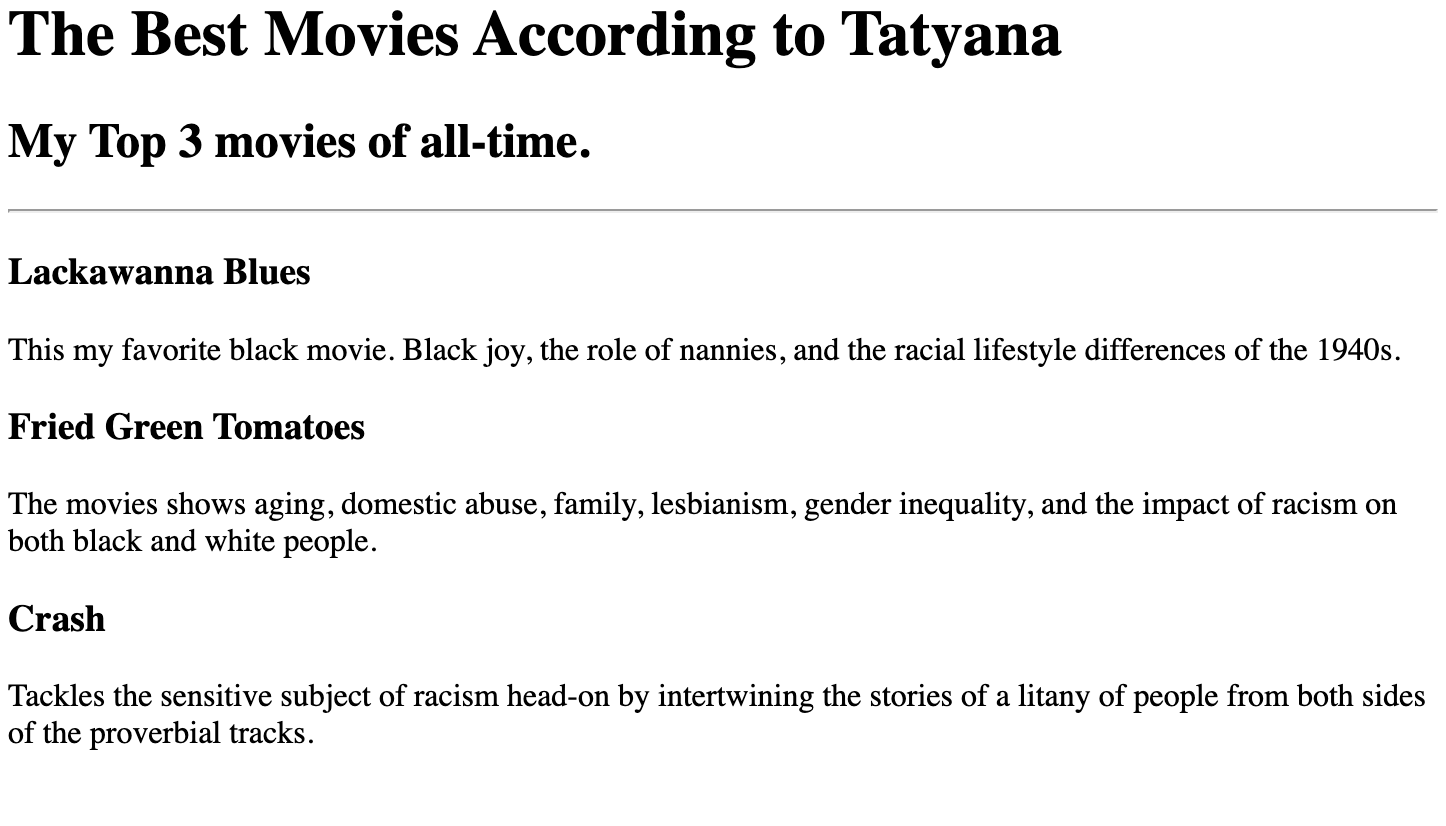 The Best Movies According to Tatyana
My Top 3 movies of all-time.
Lackawanna Blues
This my favorite black movie. Black joy, the role of nannies, and the racial lifestyle differences of the 1940s.
Fried Green Tomatoes
The movies shows aging, domestic abuse, family, lesbianism, gender inequality, and the impact of racism on
both black and white people.
Crash
Tackles the sensitive subject of racism head-on by intertwining the stories of a litany of people from both sides
of the proverbial tracks.